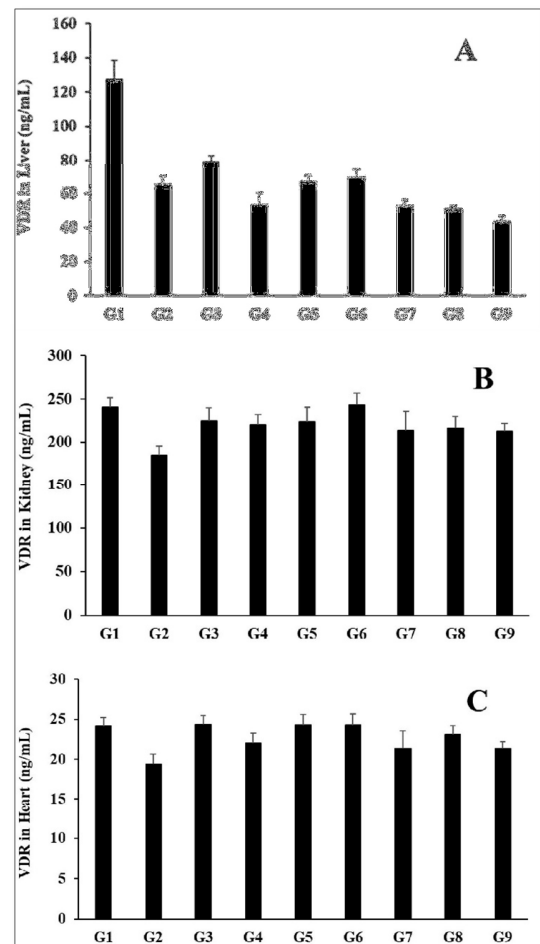 A
VDR in Liver (ng/mL)
160
140
120
100
80
60
40
20
0
G1 G2 G3 G4 G5 G6 G7 G8 G9
B
VDR in Kidney (ng/mL)
300
250
200
150
100
50
0
G1 G2 G3 G4 G5 G6 G7 G8 G9
C
VDR in Heart (ng/mL)
30
25
20
15
10
5
0
G1 G2 G3 G4 G5 G6 G7 G8 G9